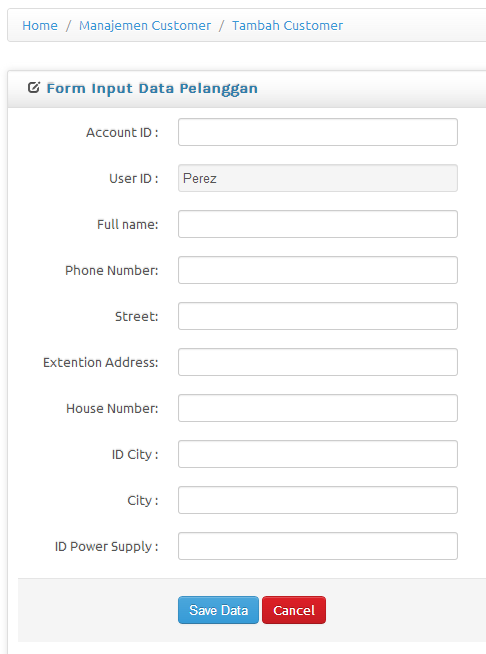 Home / Manajemen Customer / Tambah Customer
Form Input Data Pelanggan
Account ID :
User ID : Perez
Full name:
Phone Number:
Street:
Extention Address:
House Number:
ID City :
City :
ID Power Supply :
Save Data Cancel